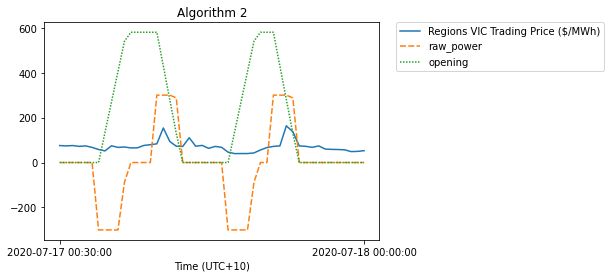 Algorithm 2
Regions VIC Trading Price ($/MWh)
raw_power
opening
600
400
200
0
−200
2020-07-17 00:30:00
2020-07-18 00:00:00
Time (UTC+10)